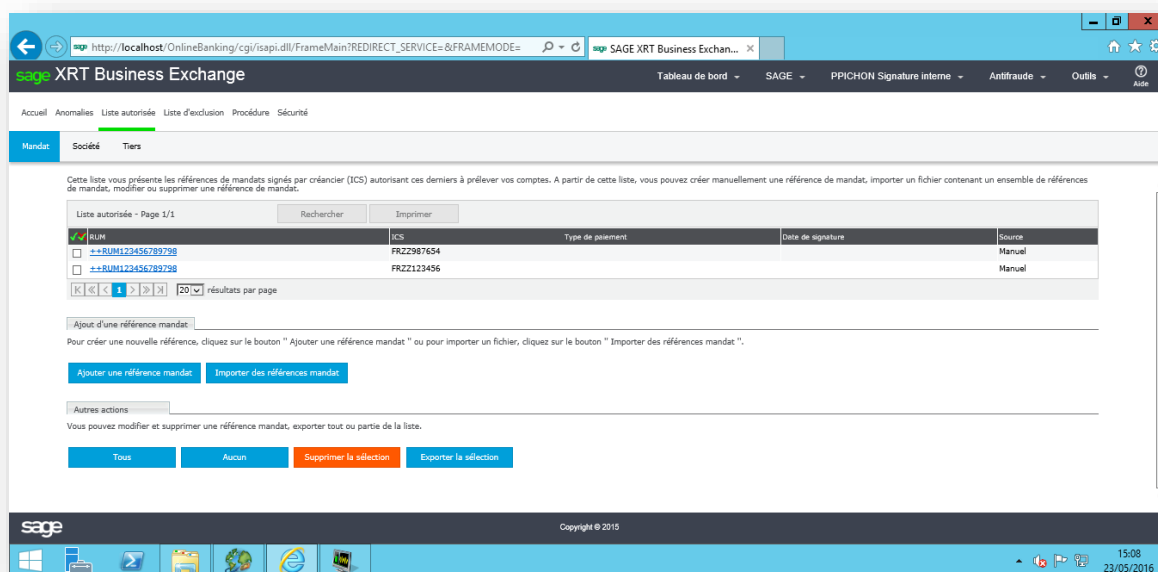 http://localhost/OnlineBanking/cgi/isapi.dll/FrameMain?REDIRECT_SERVICE=&FRAMEMODE=
sage SAGE XRT Business Exchan...
sage XRT Business Exchange
Tableau de bord SAGE PPICHON Signature interne Antifraude Outils Aide
Accueil Anomalies Liste autorisée Liste d'exclusion Procédure Sécurité
Mandat Société Tiers
Cette liste vous présente les références de mandats signés par créancier (ICS) autorisant ces derniers à prélever vos comptes. A partir de cette liste, vous pouvez créer manuellement une référence de mandat, importer un fichier contenant un ensemble de références
de mandat, modifier ou supprimer une référence de mandat.
Liste autorisée - Page 1/1 Rechercher Imprimer
RUM ICS Type de paiement Date de signature Source
++RUM123456789798 FRZZ987654 Manuel
++RUM123456789798 FRZZ123456 Manuel
1 20 résultats par page
Ajout d'une référence mandat
Pour créer une nouvelle référence, cliquez sur le bouton " Ajouter une référence mandat " ou pour importer un fichier, cliquez sur le bouton " Importer des références mandat ".
Ajouter une référence mandat Importer des références mandat
Autres actions
Vous pouvez modifier et supprimer une référence mandat, exporter tout ou partie de la liste.
Tous Aucun Supprimer la sélection Exporter la sélection
sage Copyright © 2015
15:08
23/05/2016